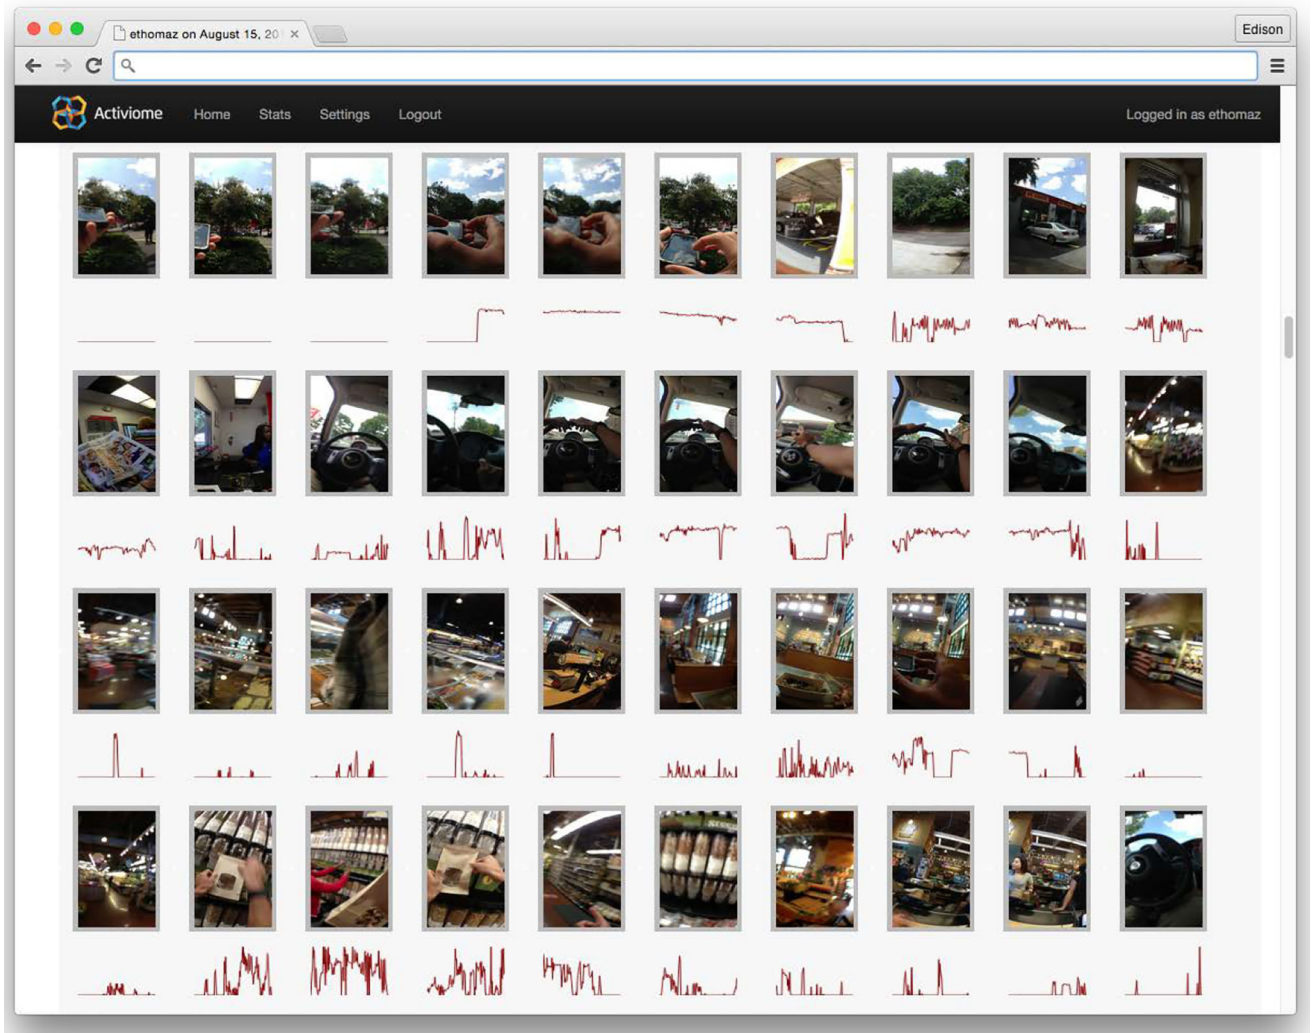 ethomaz on August 15, 20
Edison
Activiome
Home
Stats
Settings
Logout
Logged in as ethomaz